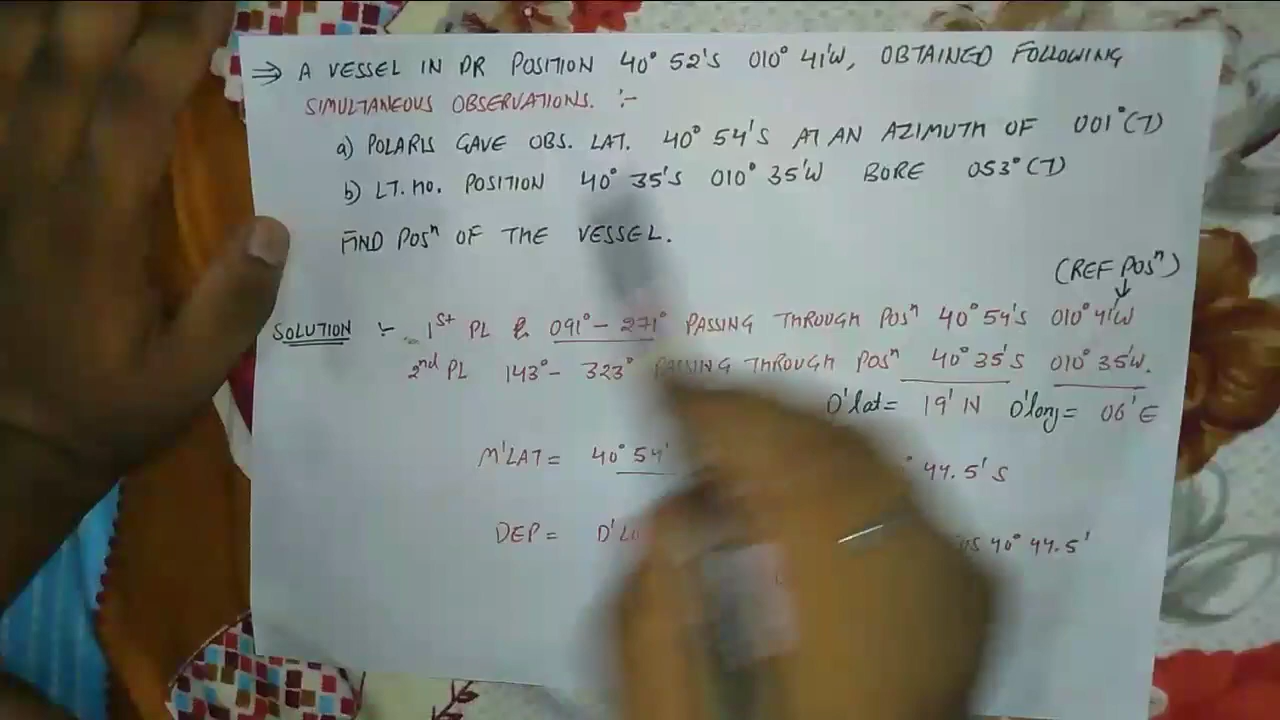 ⇒ A VESSEL IN DR POSITION 40° 52'S 010° 41'W, OBTAINED FOLLOWING
SIMULTANEOUS OBSERVATIONS. :-
a) POLARIS GAVE OBS. LAT. 40° 54'S AT AN AZIMUTH OF 001°(T)
b) LT. HO. POSITION 40° 35'S 010° 35'W BORE 053°(T)
FIND POSⁿ OF THE VESSEL.
(REF POSⁿ)
↓
SOLUTION :- 1st PL 091° - 271° PASSING THROUGH POSⁿ 40° 54'S 010° 41'W
2nd PL 143° - 323° PASSING THROUGH POSⁿ 40° 35'S 010° 35'W.
D'lat = 19' N D'long = 06' E
M'LAT = 40° 54' ° 44.5' S
DEP = 40° 44.5'